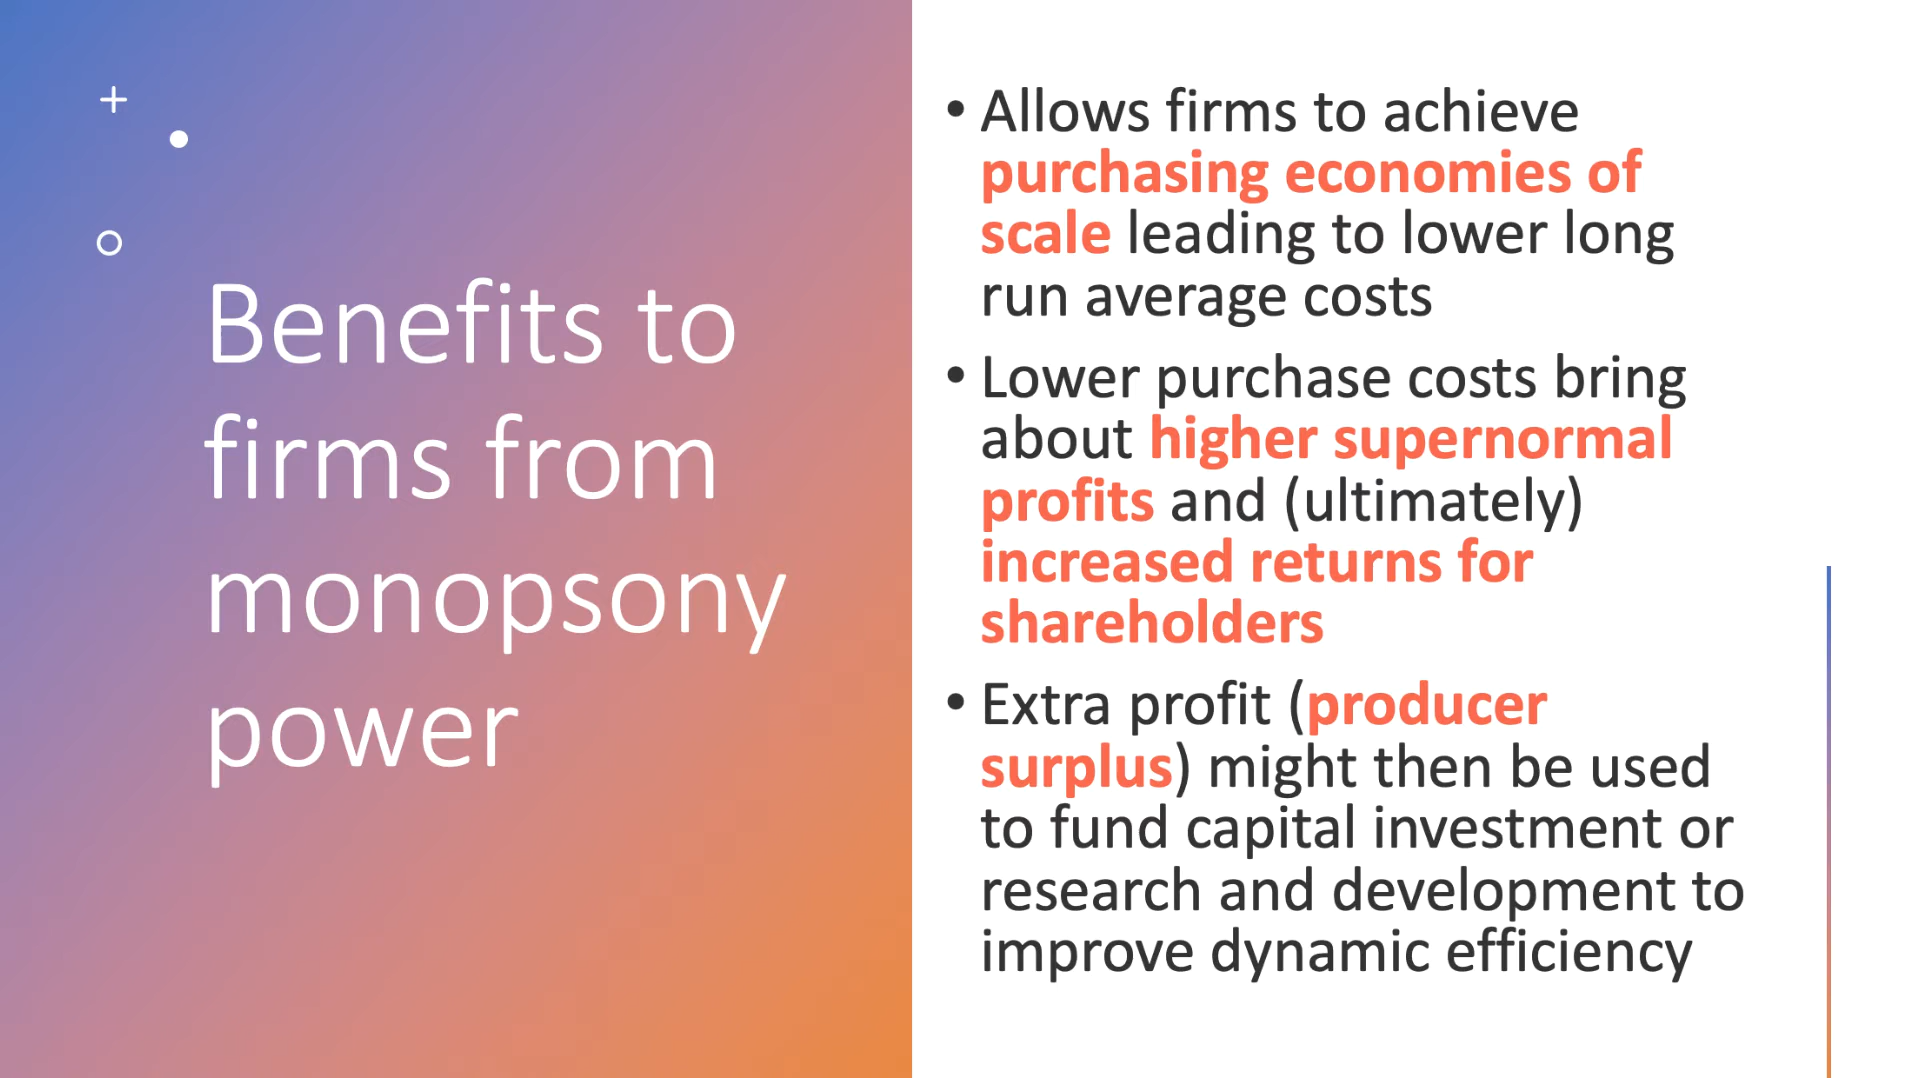 Benefits to
firms from
monopsony
power
• Allows firms to achieve
purchasing economies of
scale leading to lower long
run average costs
• Lower purchase costs bring
about higher supernormal
profits and (ultimately)
increased returns for
shareholders
• Extra profit (producer
surplus) might then be used
to fund capital investment or
research and development to
improve dynamic efficiency